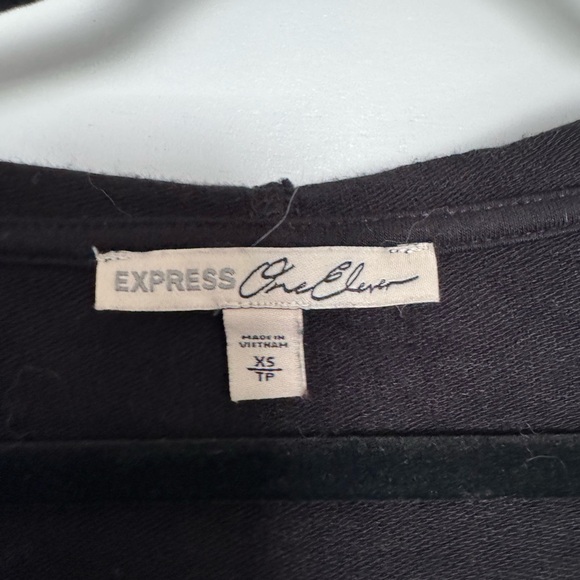 EXPRESS One Eleven
MADE IN
VIETNAM
XS
TP